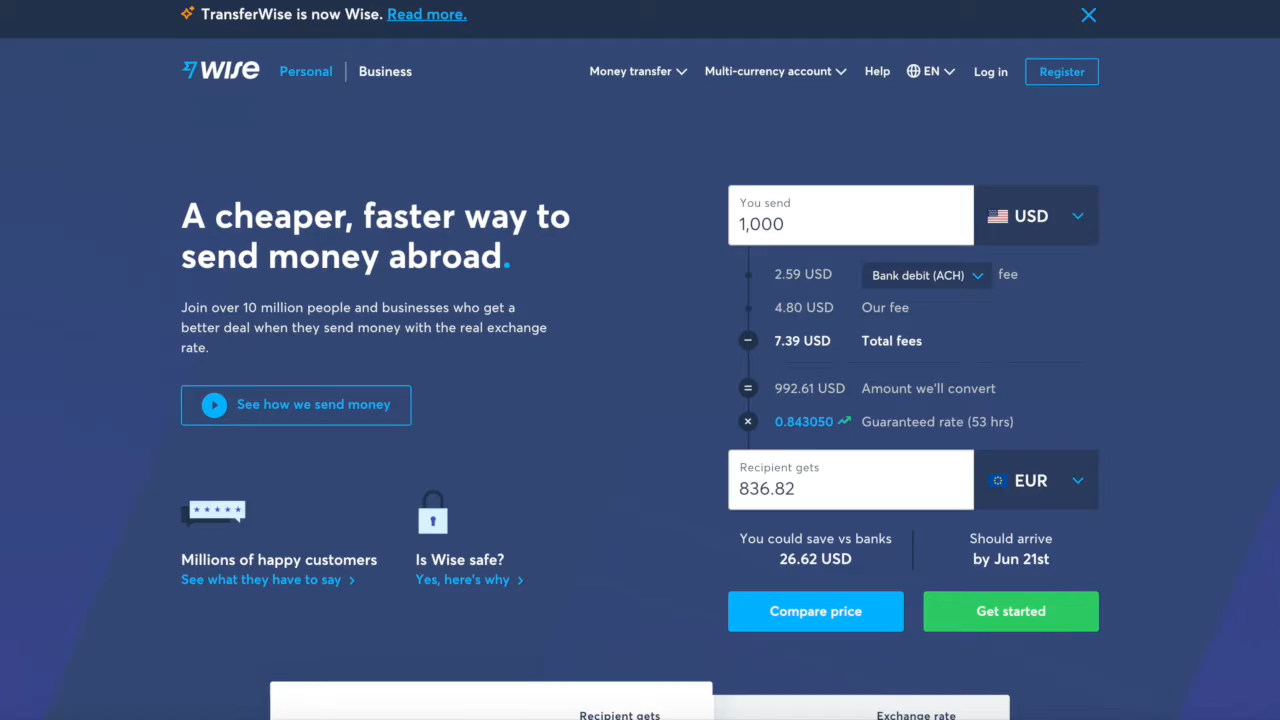 TransferWise is now Wise. Read more.
WISE Personal Business Money transfer Multi-currency account Help EN Log in Register
A cheaper, faster way to
send money abroad.
Join over 10 million people and businesses who get a
better deal when they send money with the real exchange
rate.
See how we send money
Millions of happy customers
See what they have to say
Is Wise safe?
Yes, here's why
You send
1,000 USD
2.59 USD Bank debit (ACH) fee
4.80 USD Our fee
7.39 USD Total fees
992.61 USD Amount we'll convert
0.843050 Guaranteed rate (53 hrs)
Recipient gets
836.82 EUR
You could save vs banks
26.62 USD
Should arrive
by Jun 21st
Compare price Get started
Recipient gets Exchange rate